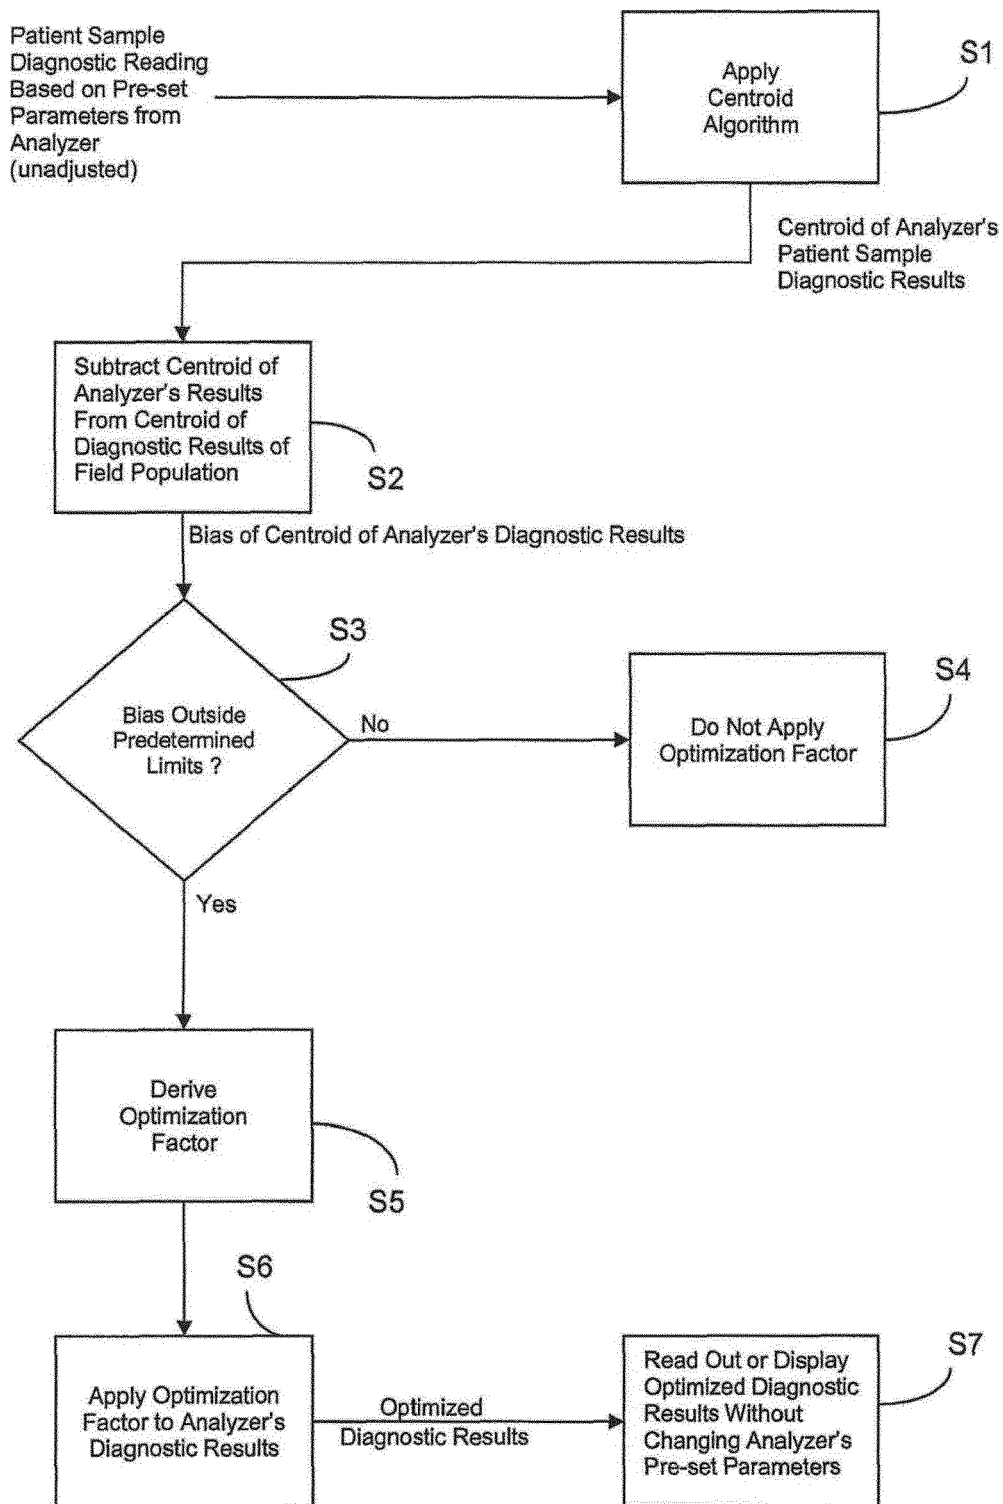 Patient Sample
Diagnostic Reading
Based on Pre-set
Parameters from
Analyzer
(unadjusted)
Apply
Centroid
Algorithm
S1
Centroid of Analyzer's
Patient Sample
Diagnostic Results
Subtract Centroid of
Analyzer's Results
From Centroid of
Diagnostic Results of
Field Population
S2
Bias of Centroid of Analyzer's Diagnostic Results
S3
Bias Outside
Predetermined
Limits ?
No
Do Not Apply
Optimization Factor
S4
Yes
Derive
Optimization
Factor
S5
S6
Apply Optimization
Factor to Analyzer's
Diagnostic Results
Optimized
Diagnostic Results
Read Out or Display
Optimized Diagnostic
Results Without
Changing Analyzer's
Pre-set Parameters
S7